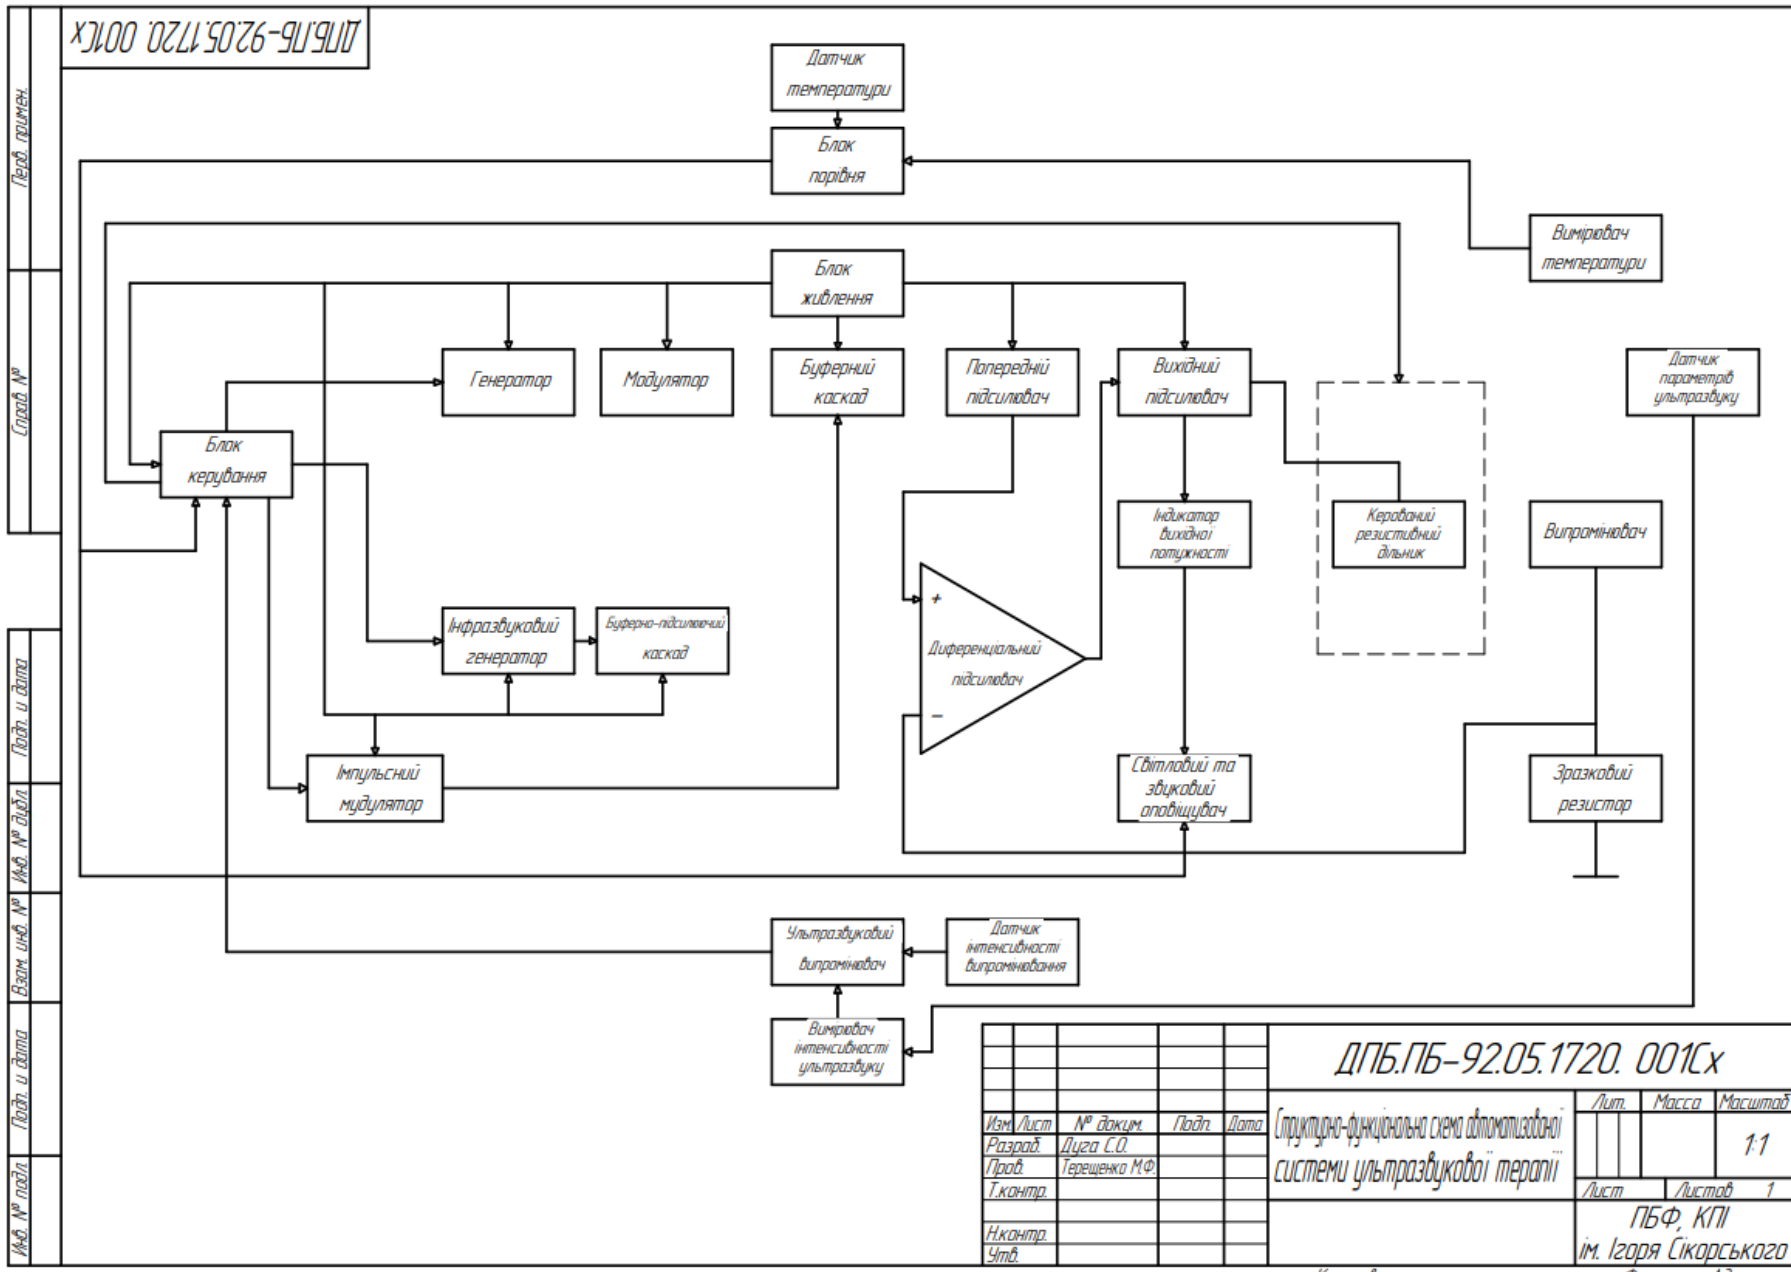 ДПБ.ПБ-92.05.1720. 001Сх
Перв. примен.
Справ. №
Подп. и дата
Инв. № дубл.
Взам. инв. №
Подп. и дата
Инв. № подл.
Датчик
температури
Блок
порівня
Вимірювач
температури
Блок
живлення
Генератор
Модулятор
Буферний
каскад
Попередній
підсилювач
Вихідний
підсилювач
Датчик
параметрів
ультразвуку
Блок
керування
Індикатор
вихідної
потужності
Керований
резистивний
дільник
Випромінювач
+
Диференціальний
підсилювач
−
Інфразвуковий
генератор
Буферно-підсилюючий
каскад
Імпульсний
мудулятор
Світловий та
звуковий
оповіщувач
Зразковий
резистор
Ультразвуковий
випромінювач
Датчик
інтенсивності
випромінювання
Вимірювач
інтенсивності
ультразвуку
ДПБ.ПБ-92.05.1720. 001Сх
Изм. Лист № докум. Подп. Дата
Разраб. Дуга С.О.
Пров. Терещенко М.Ф.
Т.контр.
Н.контр.
Утв.
Структурно-функціональна схема автоматизованої
системи ультразвукової терапії
Лит. Масса Масштаб
1:1
Лист Листов 1
ПБФ, КПІ
ім. Ігоря Сікорського